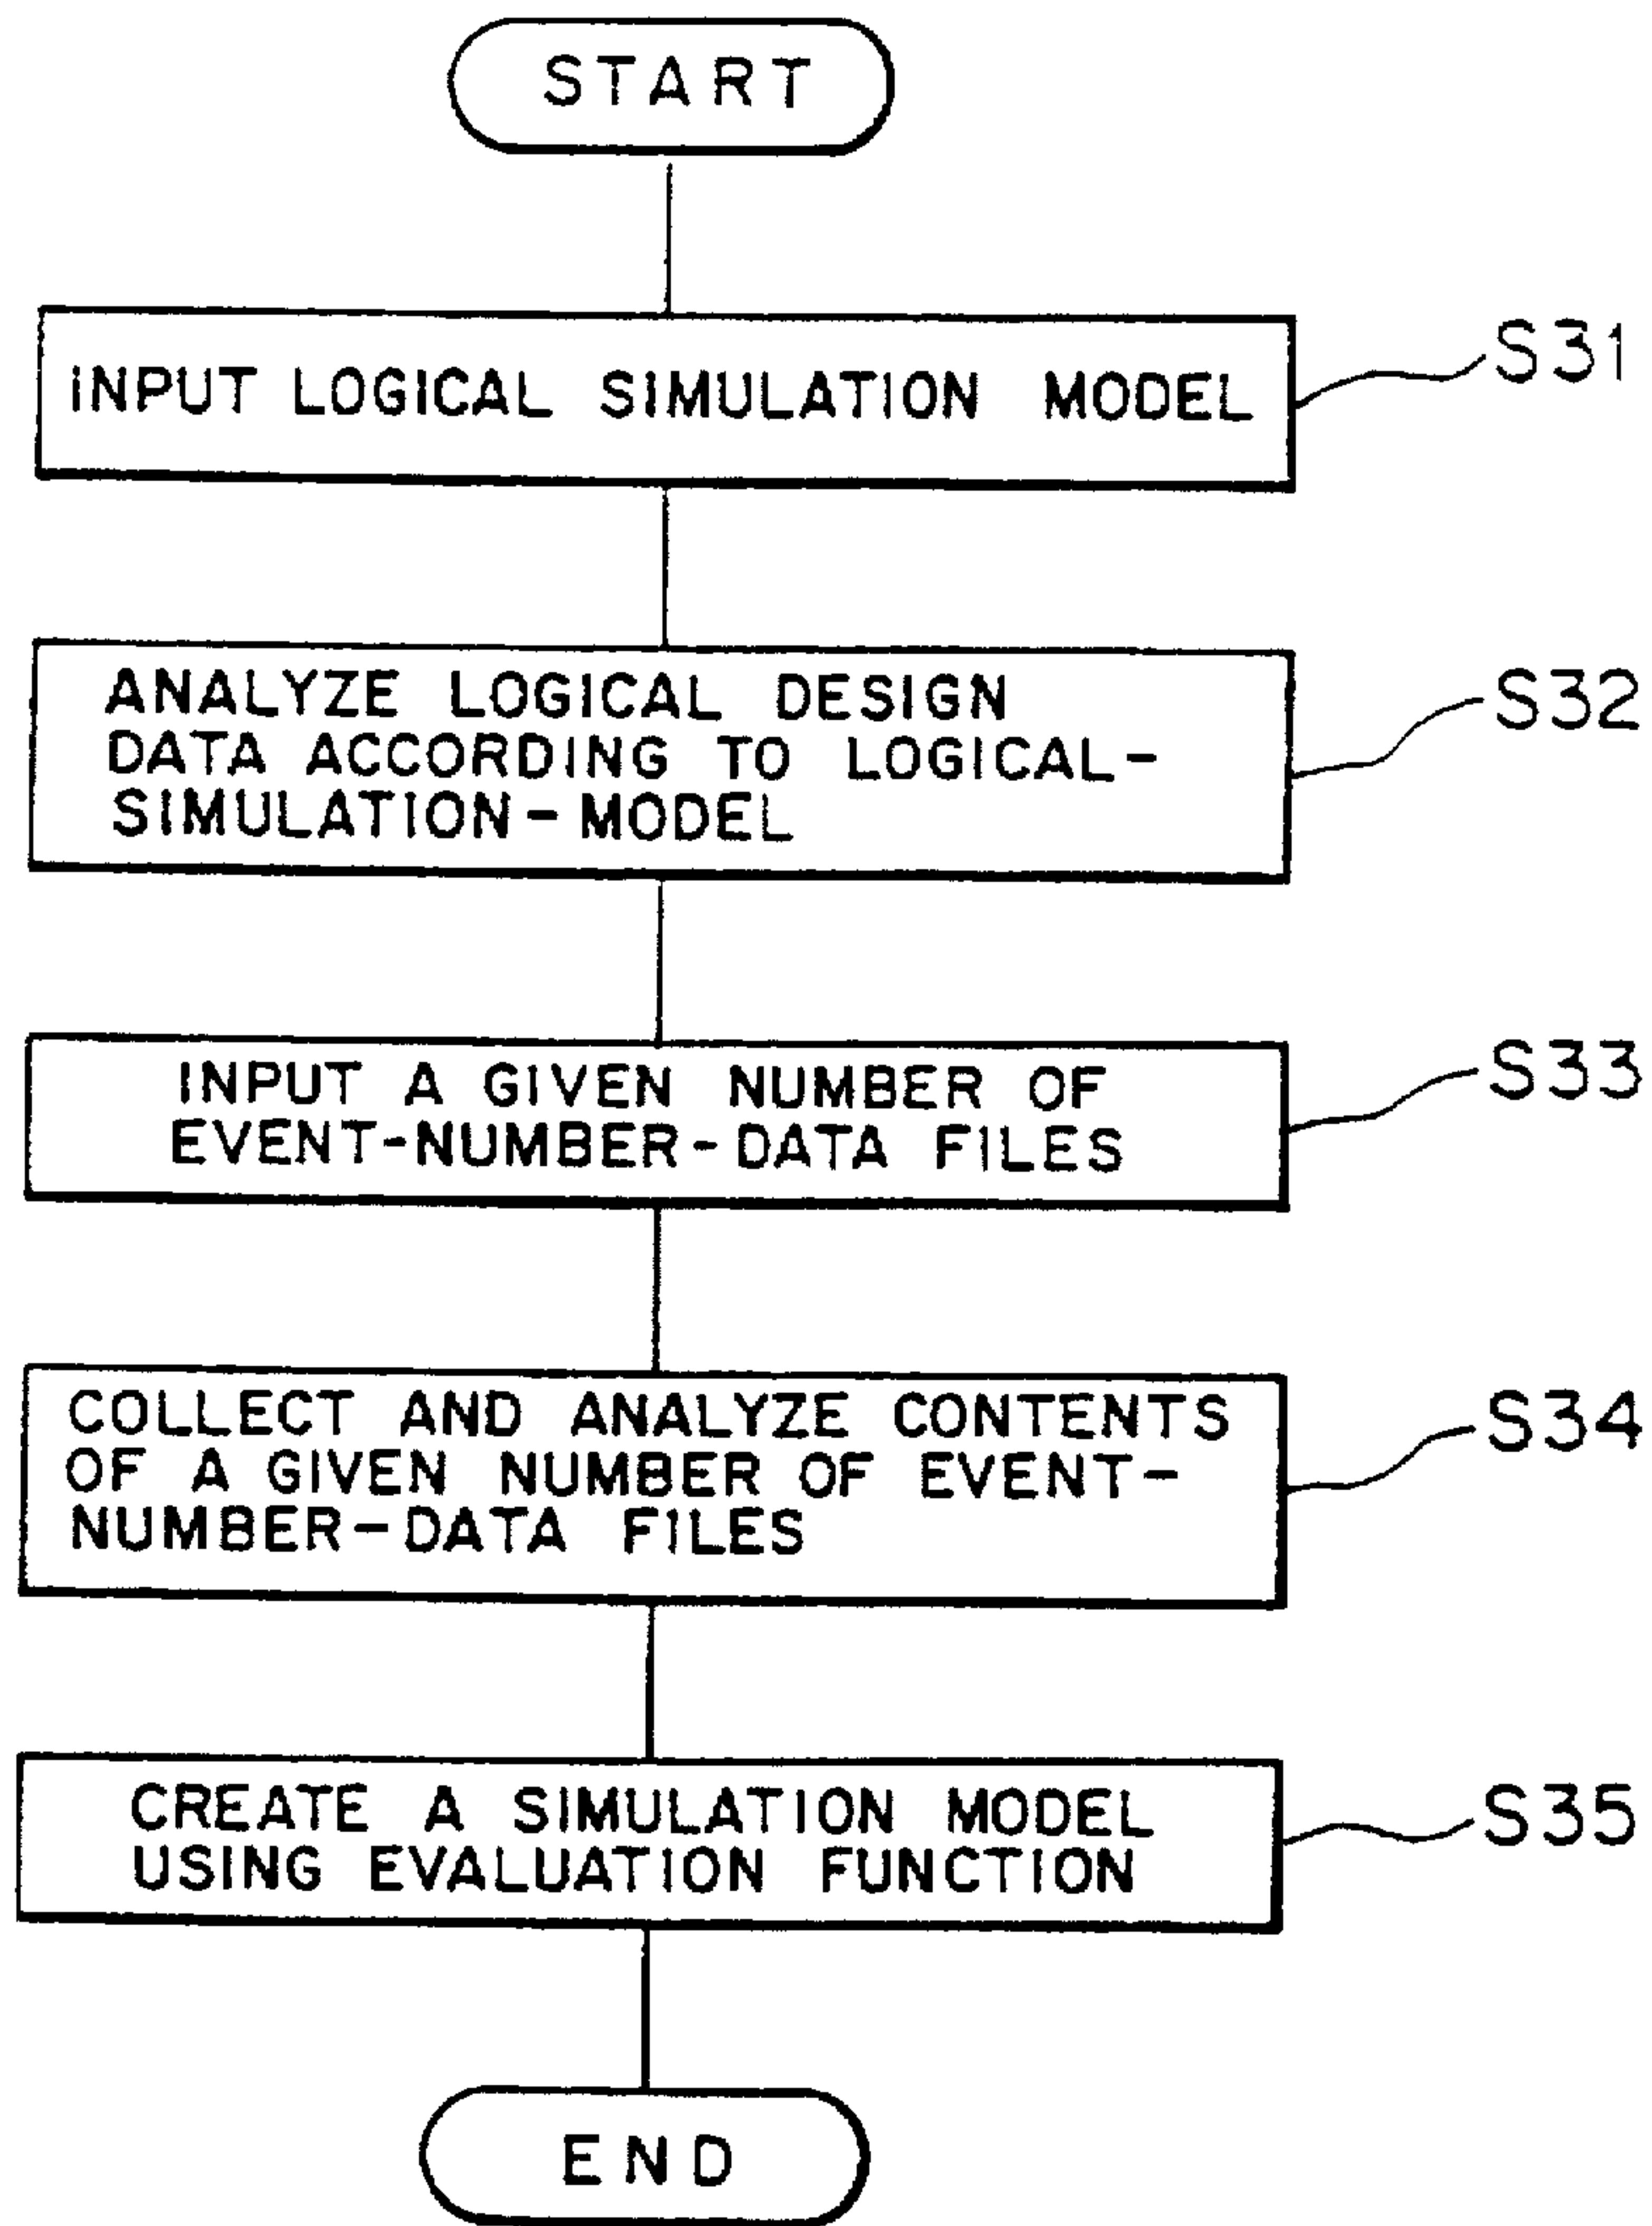 START
INPUT LOGICAL SIMULATION MODEL
S31
ANALYZE LOGICAL DESIGN
DATA ACCORDING TO LOGICAL-
SIMULATION-MODEL
S32
INPUT A GIVEN NUMBER OF
EVENT-NUMBER-DATA FILES
S33
COLLECT AND ANALYZE CONTENTS
OF A GIVEN NUMBER OF EVENT-
NUMBER-DATA FILES
S34
CREATE A SIMULATION MODEL
USING EVALUATION FUNCTION
S35
END